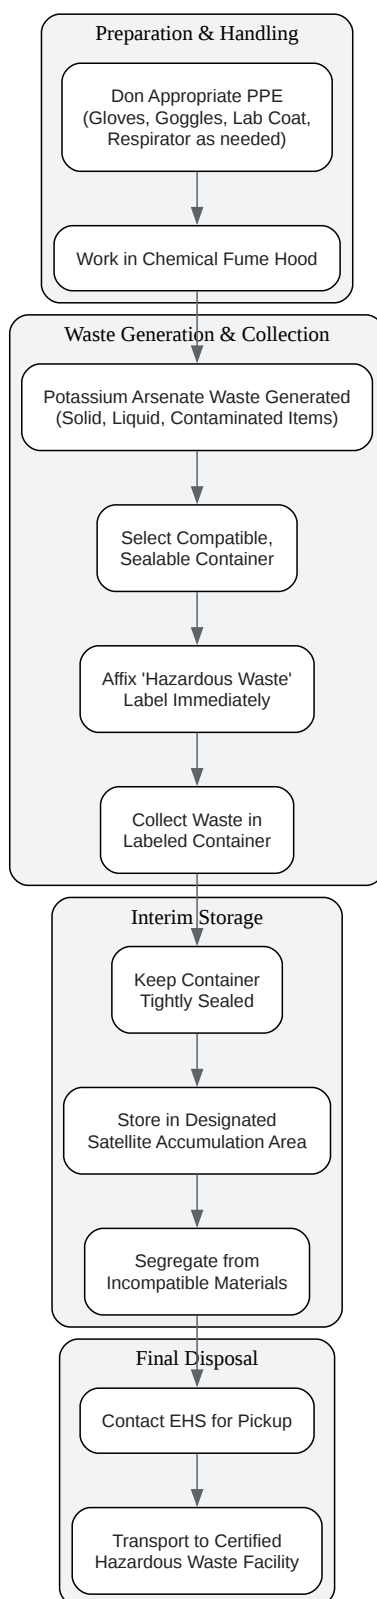 Preparation & Handling
Don Appropriate PPE
(Gloves, Goggles, Lab Coat,
Respirator as needed)
Work in Chemical Fume Hood
Waste Generation & Collection
Potassium Arsenate Waste Generated
(Solid, Liquid, Contaminated Items)
Select Compatible,
Sealable Container
Affix 'Hazardous Waste'
Label Immediately
Collect Waste in
Labeled Container
Interim Storage
Keep Container
Tightly Sealed
Store in Designated
Satellite Accumulation Area
Segregate from
Incompatible Materials
Final Disposal
Contact EHS for Pickup
Transport to Certified
Hazardous Waste Facility